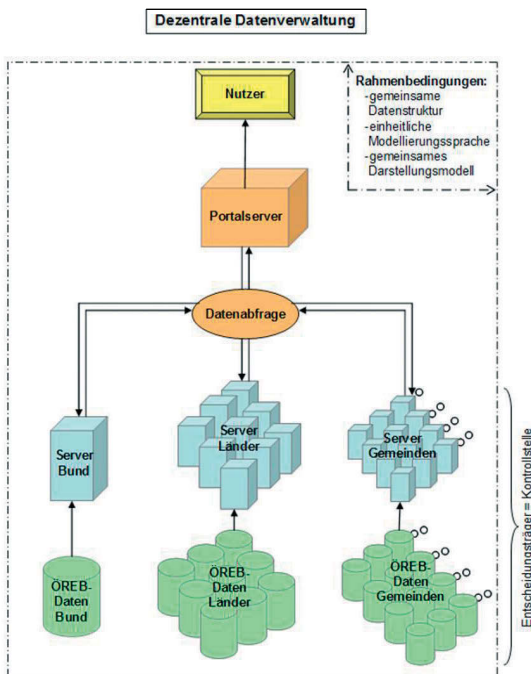 Dezentrale Datenverwaltung
Nutzer
Rahmenbedingungen:
-gemeinsame
Datenstruktur
-einheitliche
Modellierungssprache
-gemeinsames
Darstellungsmodell
Portalserver
Datenabfrage
Server
Bund
Server
Länder
Server
Gemeinden
ÖREB-
Daten
Bund
ÖREB-
Daten
Länder
ÖREB-
Daten
Gemeinden
Entscheidungsträger = Kontrollstelle